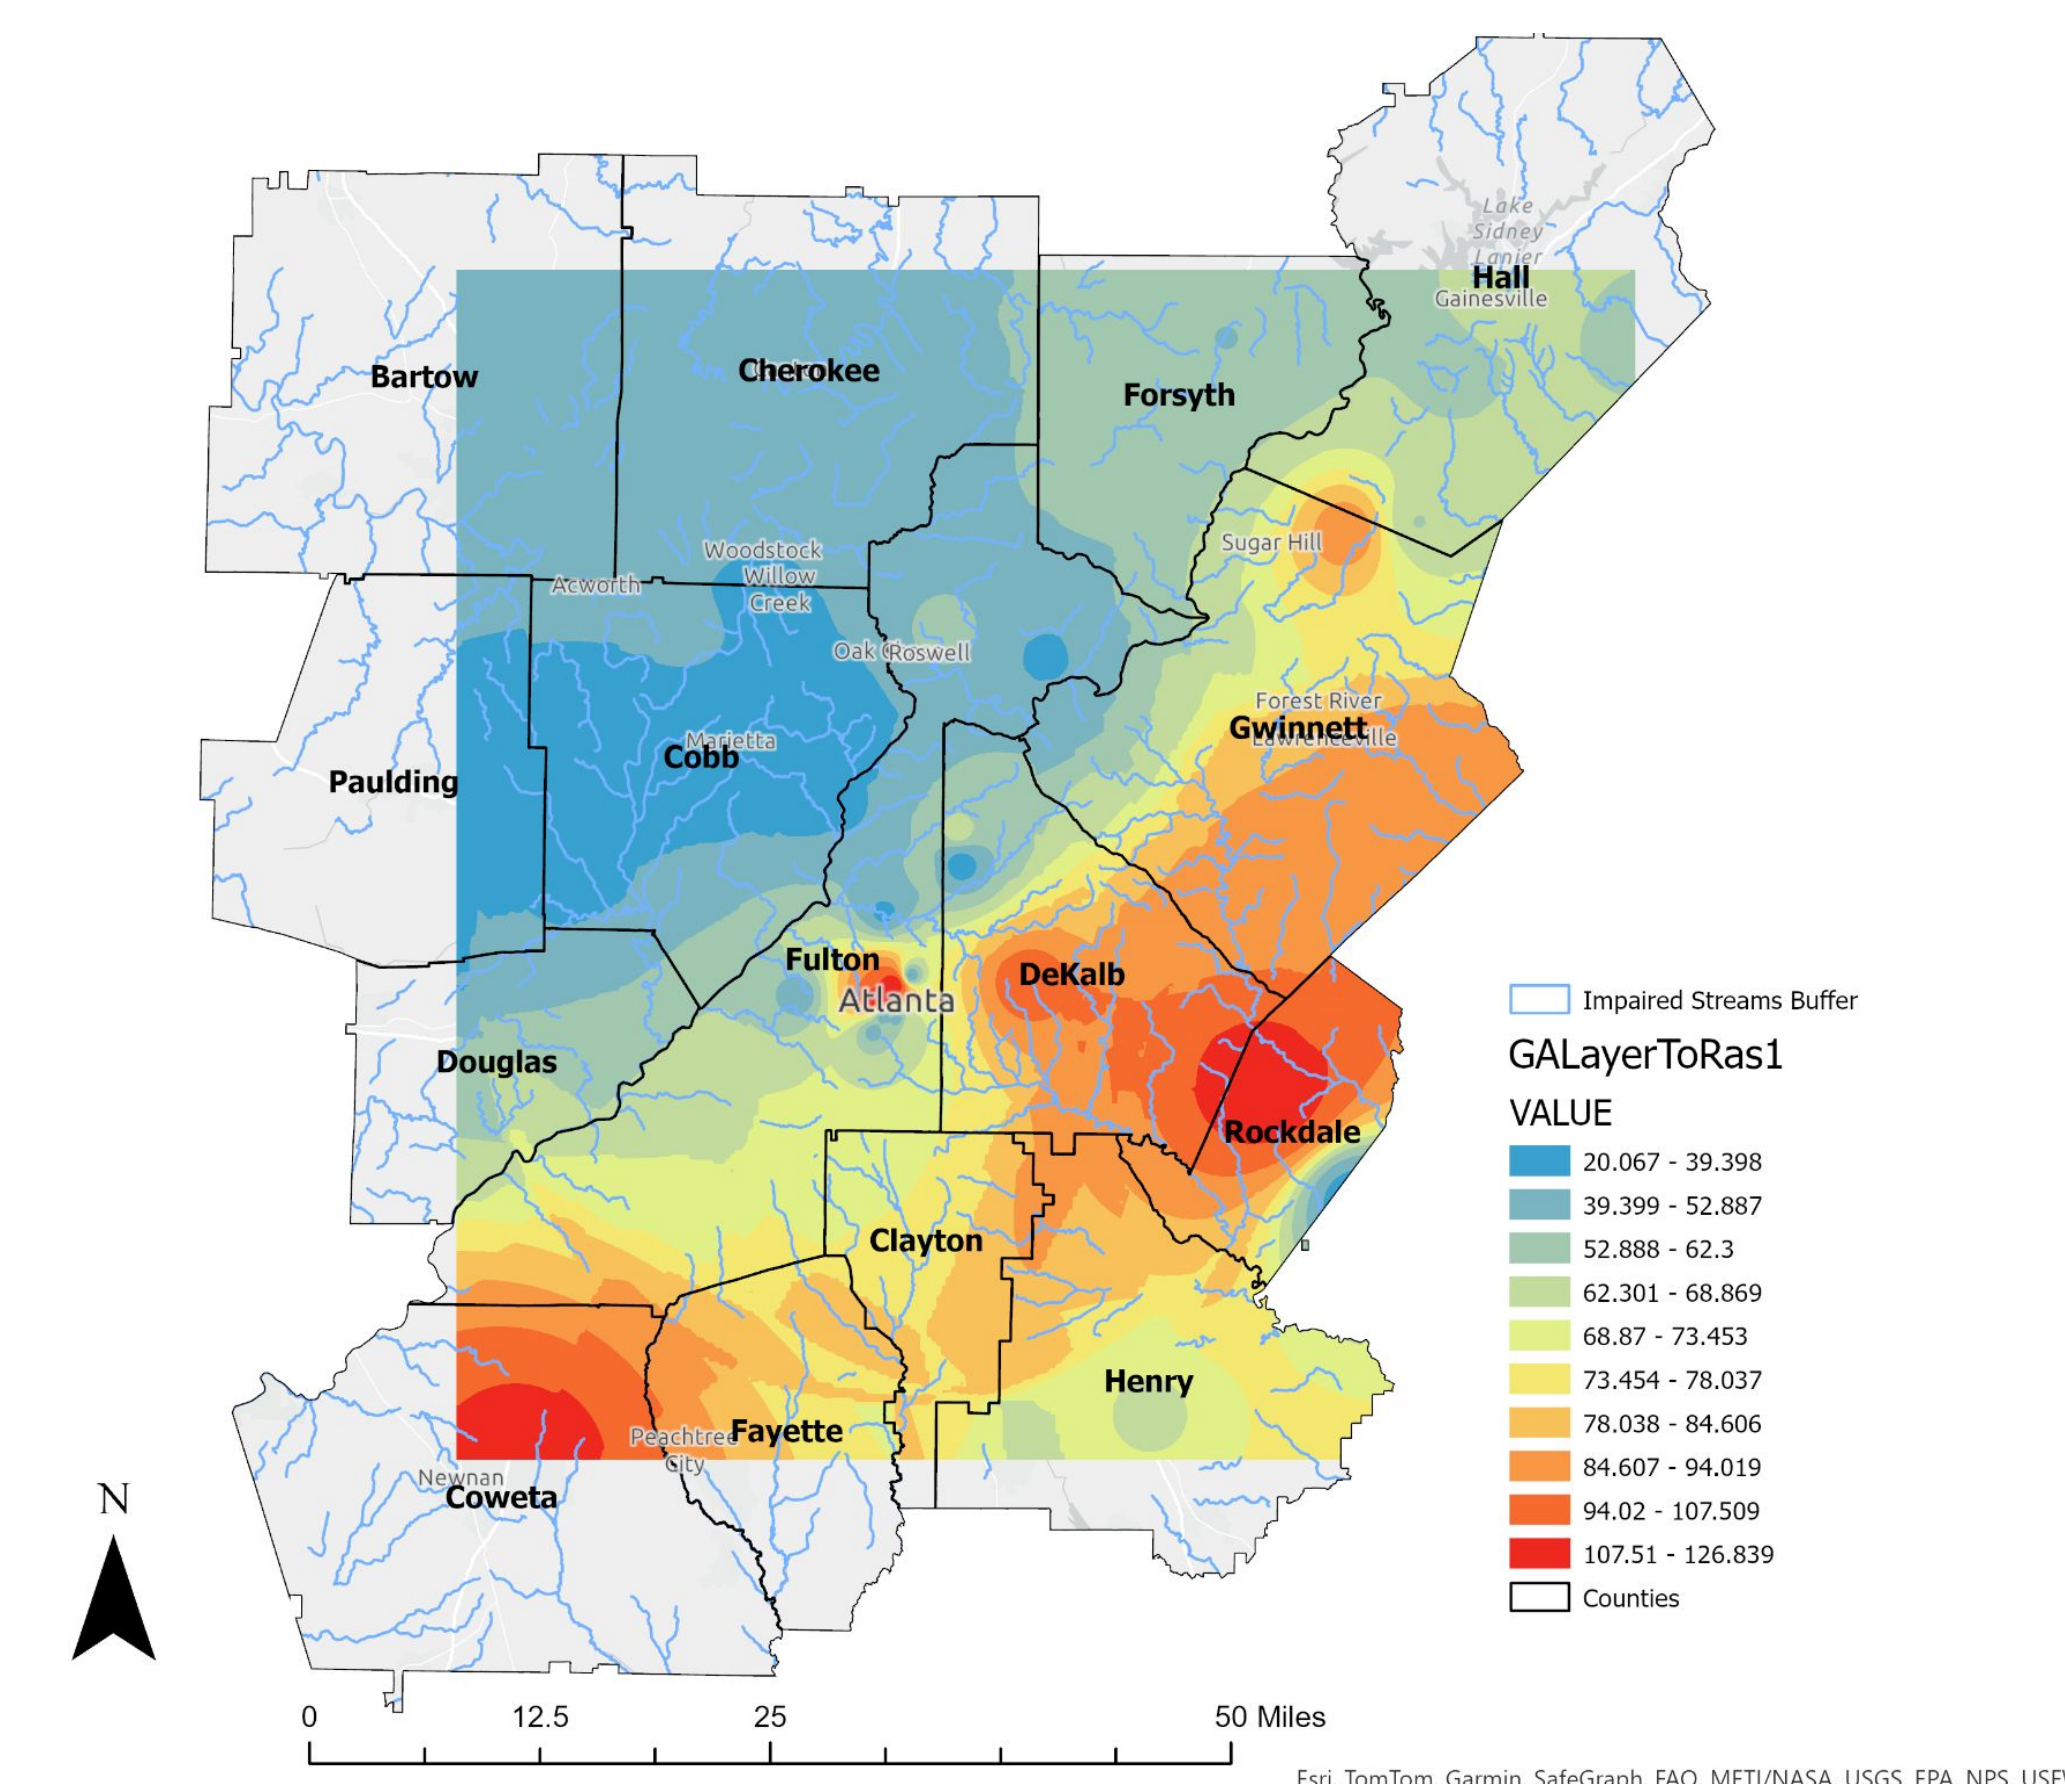 Lake
Sidney
Lanier
Hall
Gainesville
Bartow
Cherokee
Forsyth
Woodstock
Sugar Hill
Willow
Acworth
Creek
Oak
Roswell
Forest River
Gwinnett
Lawrenceville
Marietta
Cobb
Paulding
Fulton
DeKalb
Atlanta
Impaired Streams Buffer
GALayerToRas1
Douglas
VALUE
Rockdale
20.067 - 39.398
39.399 - 52.887
Clayton
52.888 - 62.3
62.301 - 68.869
68.87 - 73.453
Henry
73.454 - 78.037
Fayette
78.038 - 84.606
Peachtree
City
84.607 - 94.019
Newnan
Coweta
N
94.02 - 107.509
107.51 - 126.839
Counties
0 12.5 25 50 Miles
Esri, TomTom, Garmin, SafeGraph, FAO, METI/NASA, USGS, EPA, NPS,